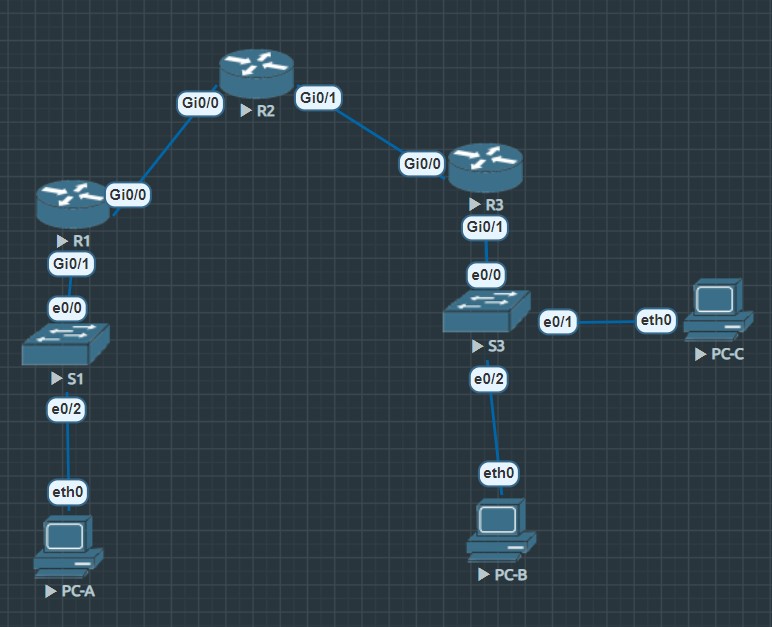 R2
Gi0/0
Gi0/1
Gi0/0
R3
Gi0/0
R1
Gi0/1
Gi0/1
e0/0
e0/0
S1
S3
e0/1
eth0
PC-C
e0/2
e0/2
eth0
eth0
PC-A
PC-B